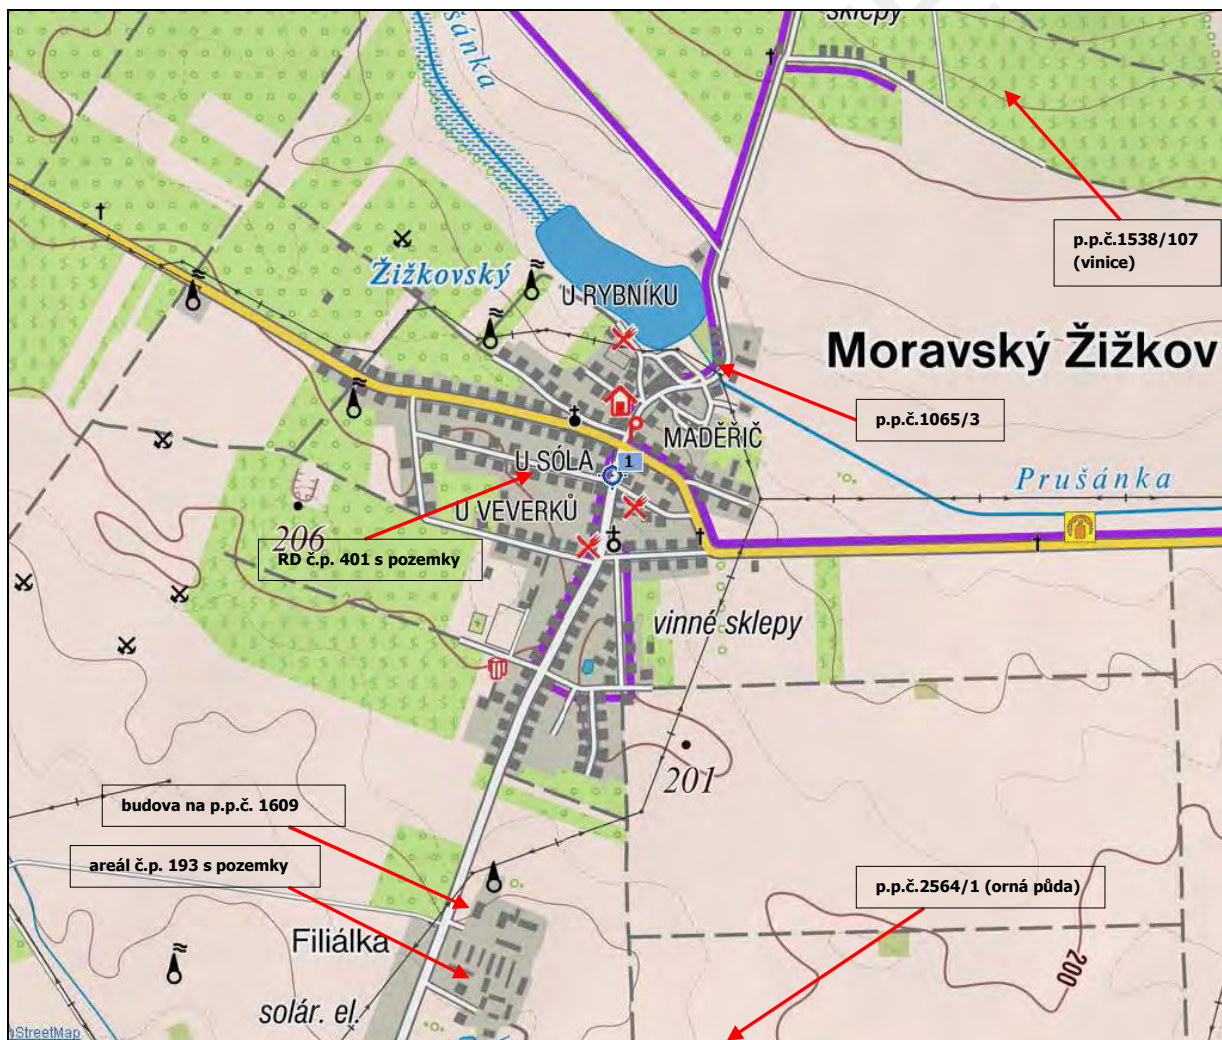 sklepy
šánka
p.p.č.1538/107
(vinice)
Žižkovský
U RYBNÍKU
Moravský Žižkov
p.p.č.1065/3
MADĚŘIČ
U SÓLA
1
Prušánka
U VEVERKŮ
206
RD č.p. 401 s pozemky
vinné sklepy
201
budova na p.p.č. 1609
areál č.p. 193 s pozemky
p.p.č.2564/1 (orná půda)
Filiálka
200
solár. el.
StreetMap